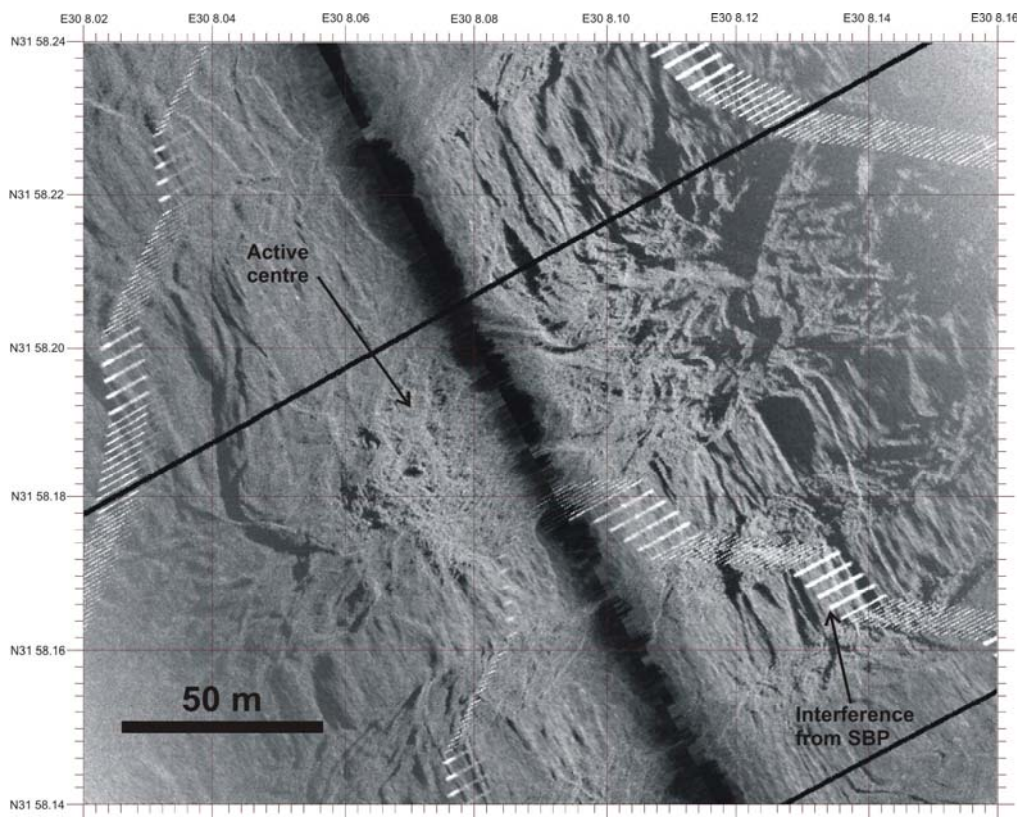 E30 8.02 E30 8.04 E30 8.06 E30 8.08 E30 8.10 E30 8.12 E30 8.14 E30 8.16
N31 58.24
N31 58.22
Active
centre
N31 58.20
N31 58.18
N31 58.16
50 m
Interference
from SBP
N31 58.14